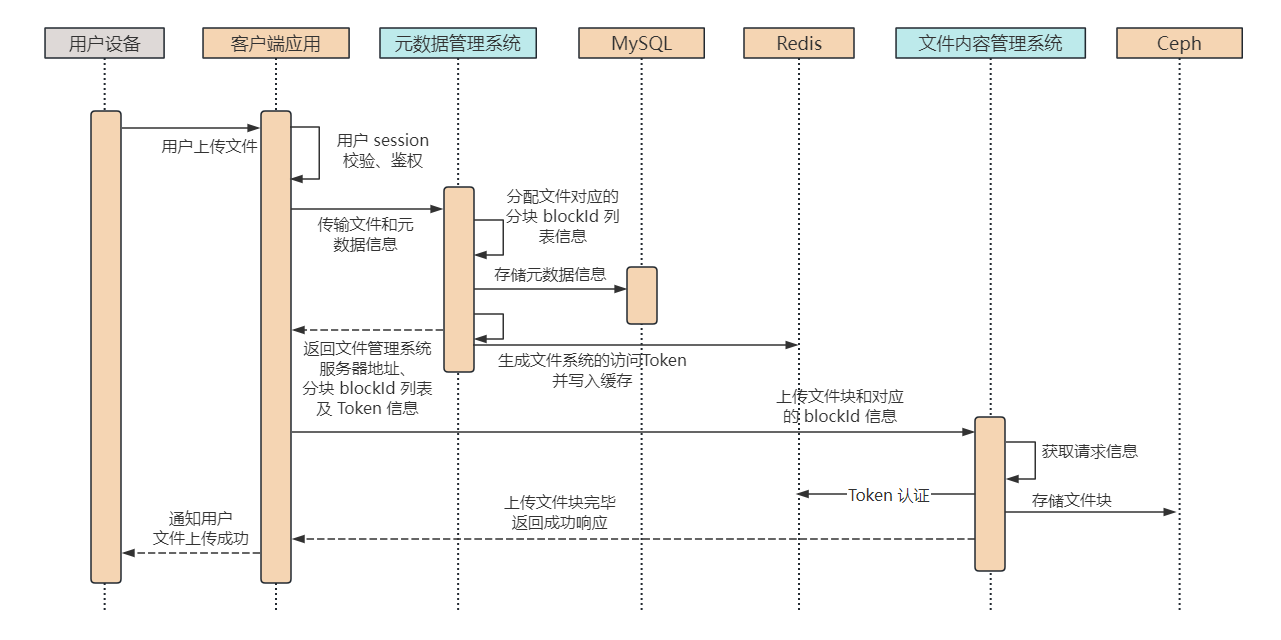 用户设备
客户端应用
元数据管理系统
MySQL
Redis
文件内容管理系统
Ceph
用户上传文件
用户 session
校验、鉴权
传输文件和元
数据信息
分配文件对应的
分块 blockId 列
表信息
存储元数据信息
返回文件管理系统
服务器地址、
分块 blockId 列表
及 Token 信息
生成文件系统的访问Token
并写入缓存
上传文件块和对应
的 blockId 信息
获取请求信息
Token 认证
存储文件块
上传文件块完毕
返回成功响应
通知用户
文件上传成功